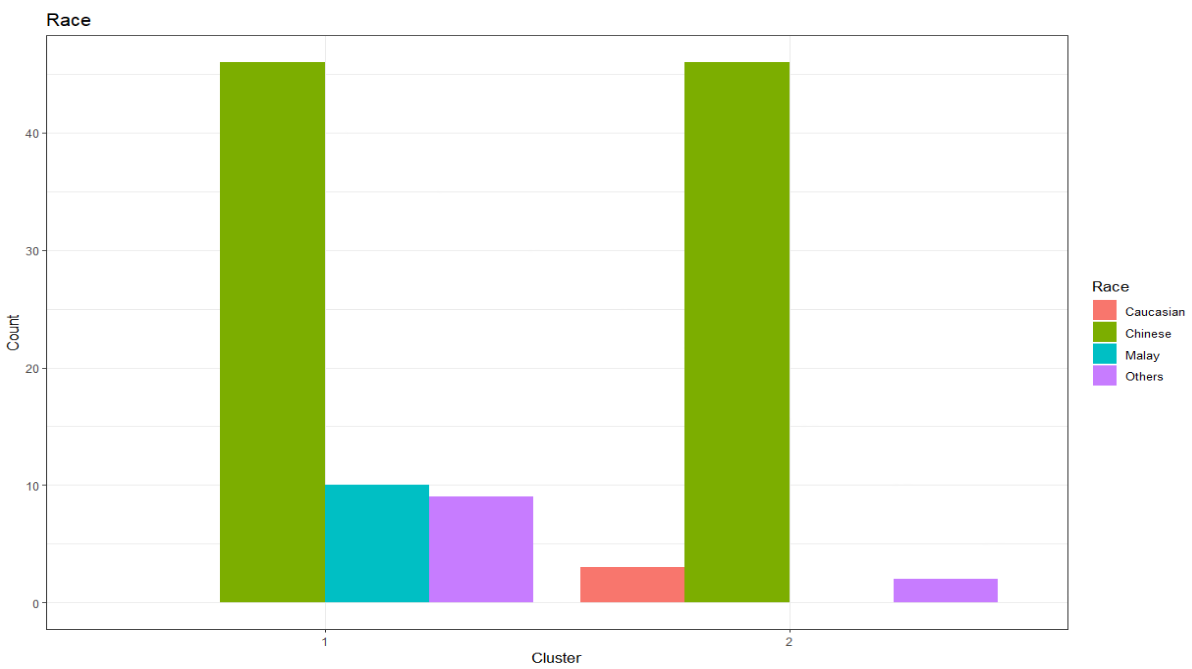 Race
Count
40
30
20
10
0
1
2
Cluster
Race
Caucasian
Chinese
Malay
Others